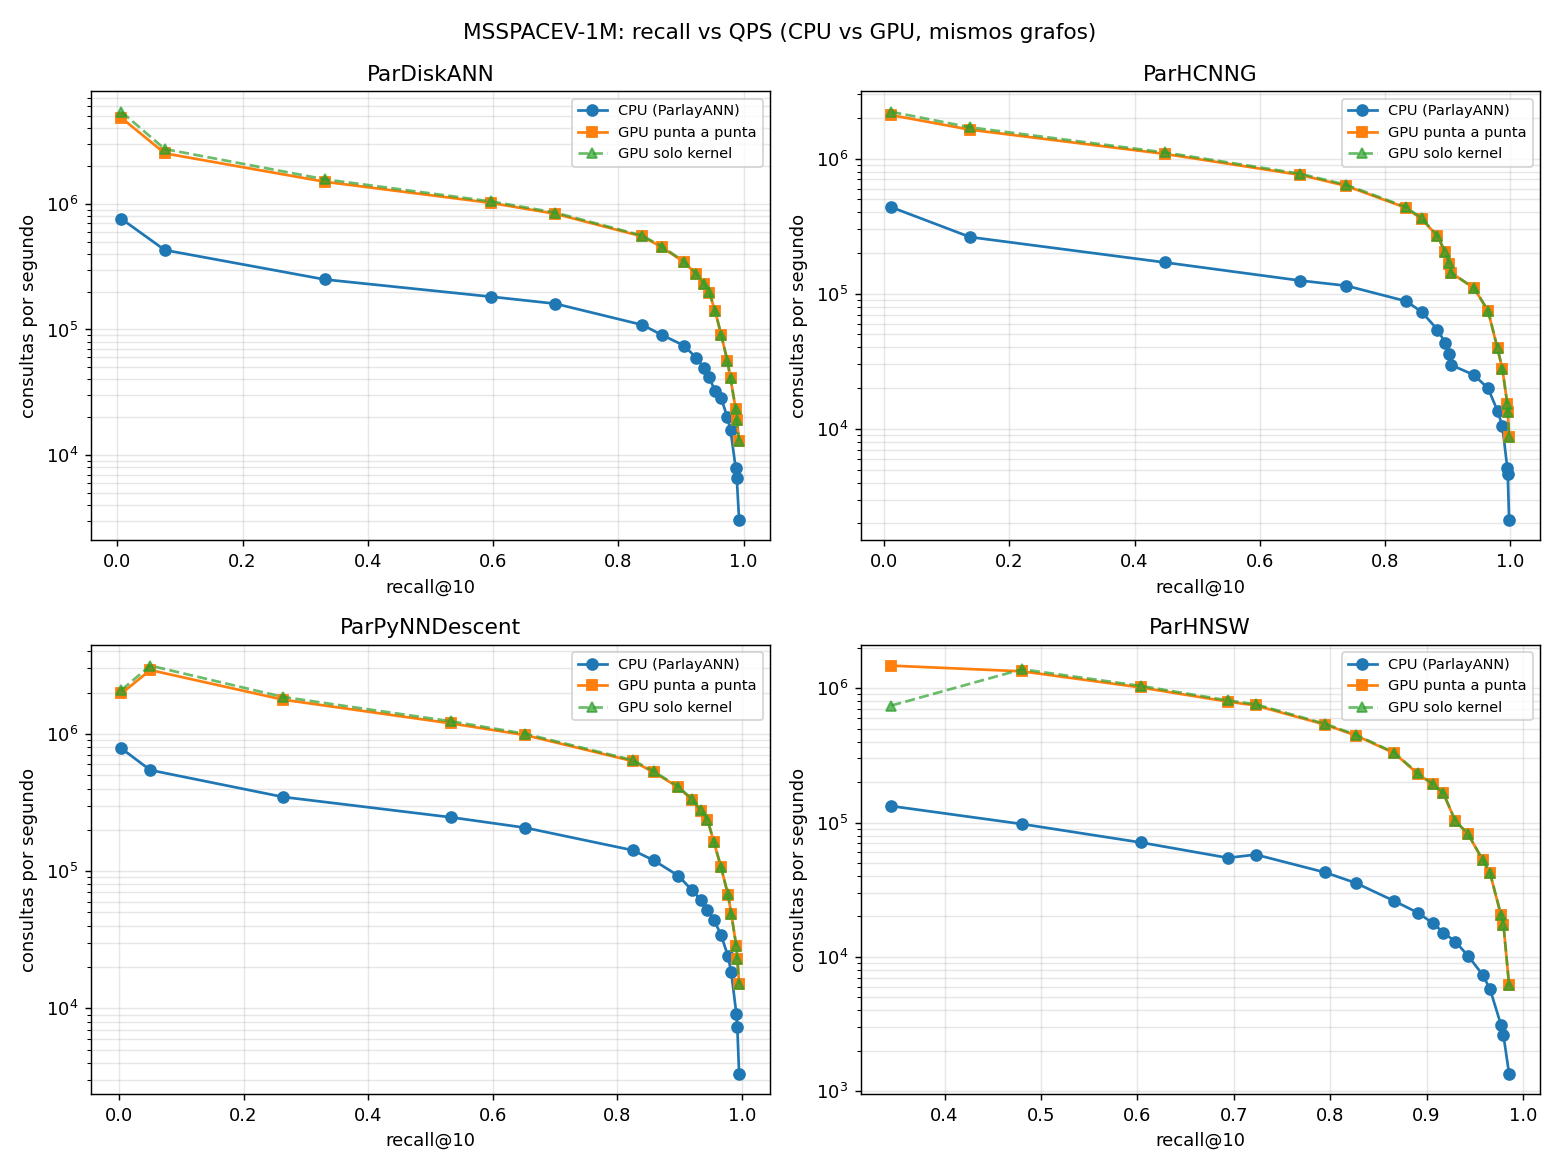 MSSPACEV-1M: recall vs QPS (CPU vs GPU, mismos grafos)
ParDiskANN
CPU (ParlayANN)
GPU punta a punta
GPU solo kernel
consultas por segundo
10^6
10^5
10^4
0.0 0.2 0.4 0.6 0.8 1.0
recall@10
ParHCNNG
CPU (ParlayANN)
GPU punta a punta
GPU solo kernel
consultas por segundo
10^6
10^5
10^4
0.0 0.2 0.4 0.6 0.8 1.0
recall@10
ParPyNNDescent
CPU (ParlayANN)
GPU punta a punta
GPU solo kernel
consultas por segundo
10^6
10^5
10^4
0.0 0.2 0.4 0.6 0.8 1.0
recall@10
ParHNSW
CPU (ParlayANN)
GPU punta a punta
GPU solo kernel
consultas por segundo
10^6
10^5
10^4
10^3
0.4 0.5 0.6 0.7 0.8 0.9 1.0
recall@10